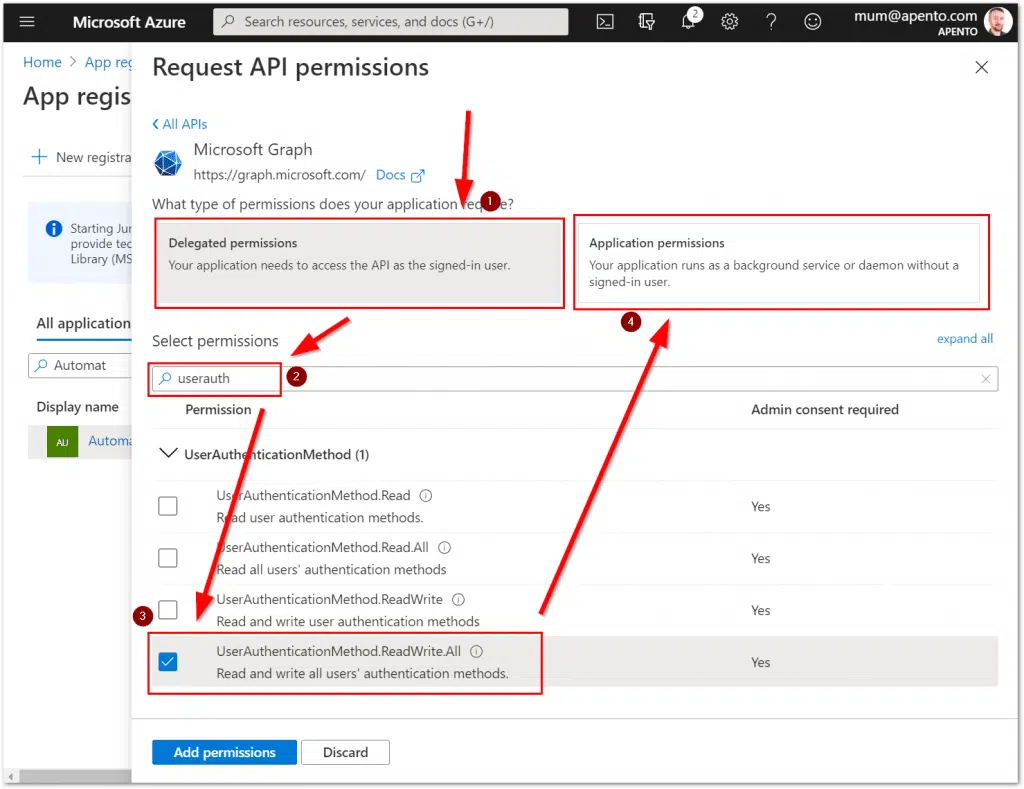 Microsoft Azure
Search resources, services, and docs (G+/)
2
mum@apento.com
APENTO
Home > App reg
App regis
New registra
Starting Jun
provide tec
Library (MS
All application
Automat
Display name
AU
Automa
Request API permissions
All APIs
Microsoft Graph
https://graph.microsoft.com/ Docs
What type of permissions does your application require?
1
Delegated permissions
Your application needs to access the API as the signed-in user.
Application permissions
Your application runs as a background service or daemon without a
signed-in user.
4
Select permissions
expand all
userauth
2
Permission
Admin consent required
UserAuthenticationMethod (1)
UserAuthenticationMethod.Read
Read user authentication methods.
Yes
UserAuthenticationMethod.Read.All
Read all users' authentication methods
Yes
UserAuthenticationMethod.ReadWrite
Read and write user authentication methods
Yes
3
UserAuthenticationMethod.ReadWrite.All
Read and write all users' authentication methods.
Yes
Add permissions
Discard